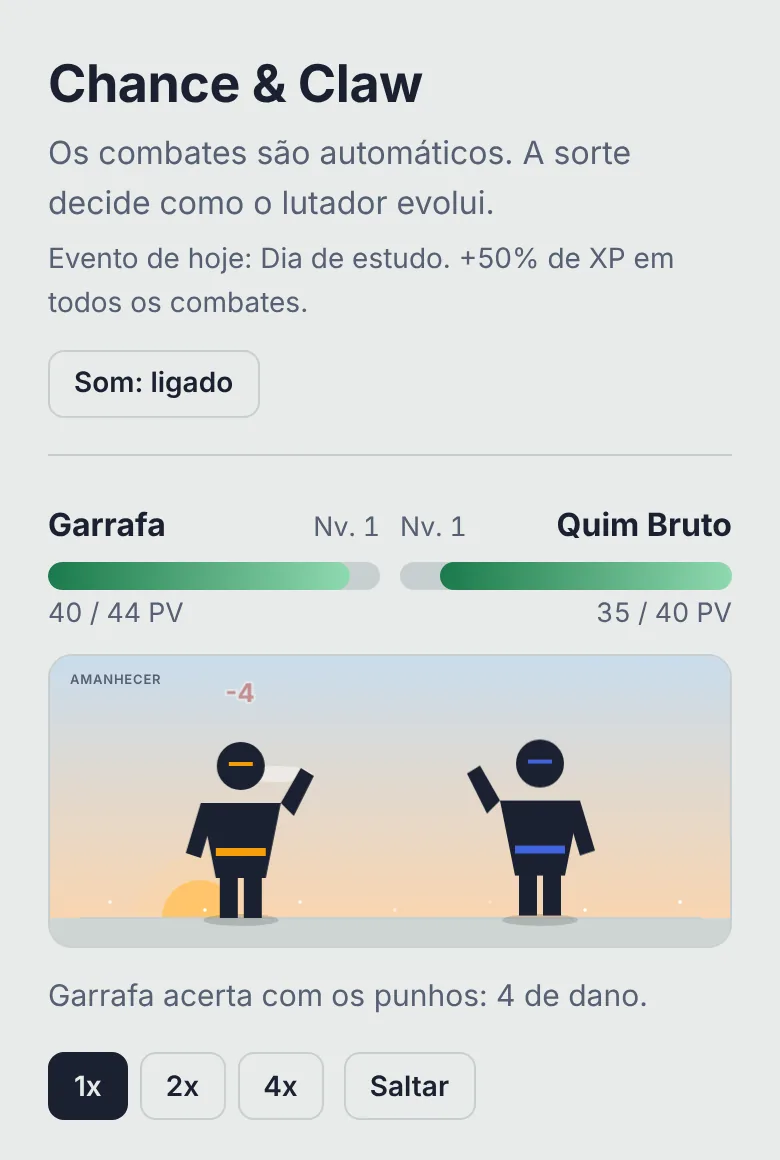 Chance & Claw
Os combates são automáticos. A sorte
decide como o lutador evolui.
Evento de hoje: Dia de estudo. +50% de XP em
todos os combates.
Som: ligado
Garrafa Nv. 1 Nv. 1 Quim Bruto
40 / 44 PV 35 / 40 PV
AMANHECER
-4
Garrafa acerta com os punhos: 4 de dano.
1x 2x 4x Saltar